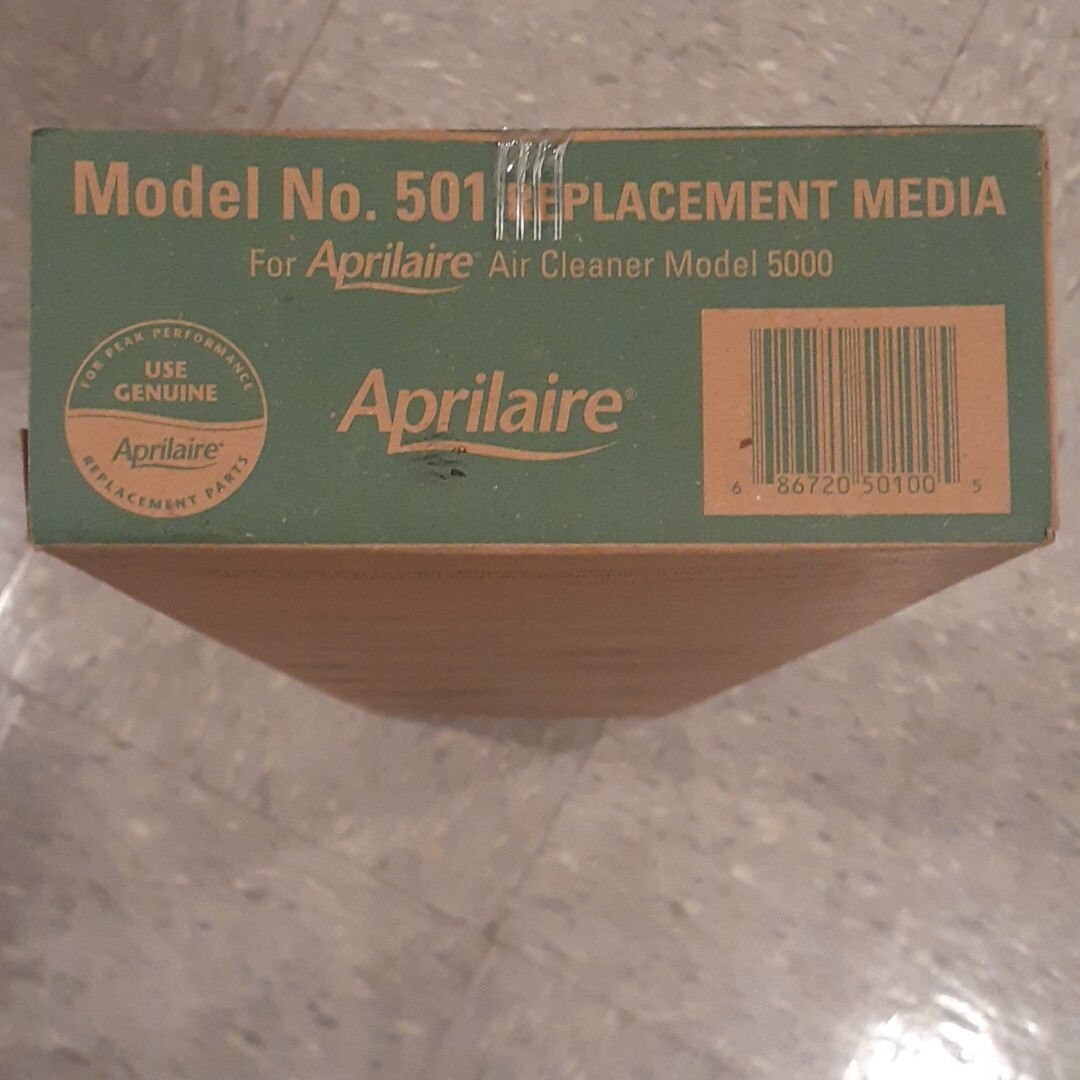 Model No. 501 REPLACEMENT MEDIA
For Aprilaire Air Cleaner Model 5000
FOR PEAK PERFORMANCE
USE
GENUINE
Aprilaire
REPLACEMENT PARTS
Aprilaire®
6 86720 50100 5